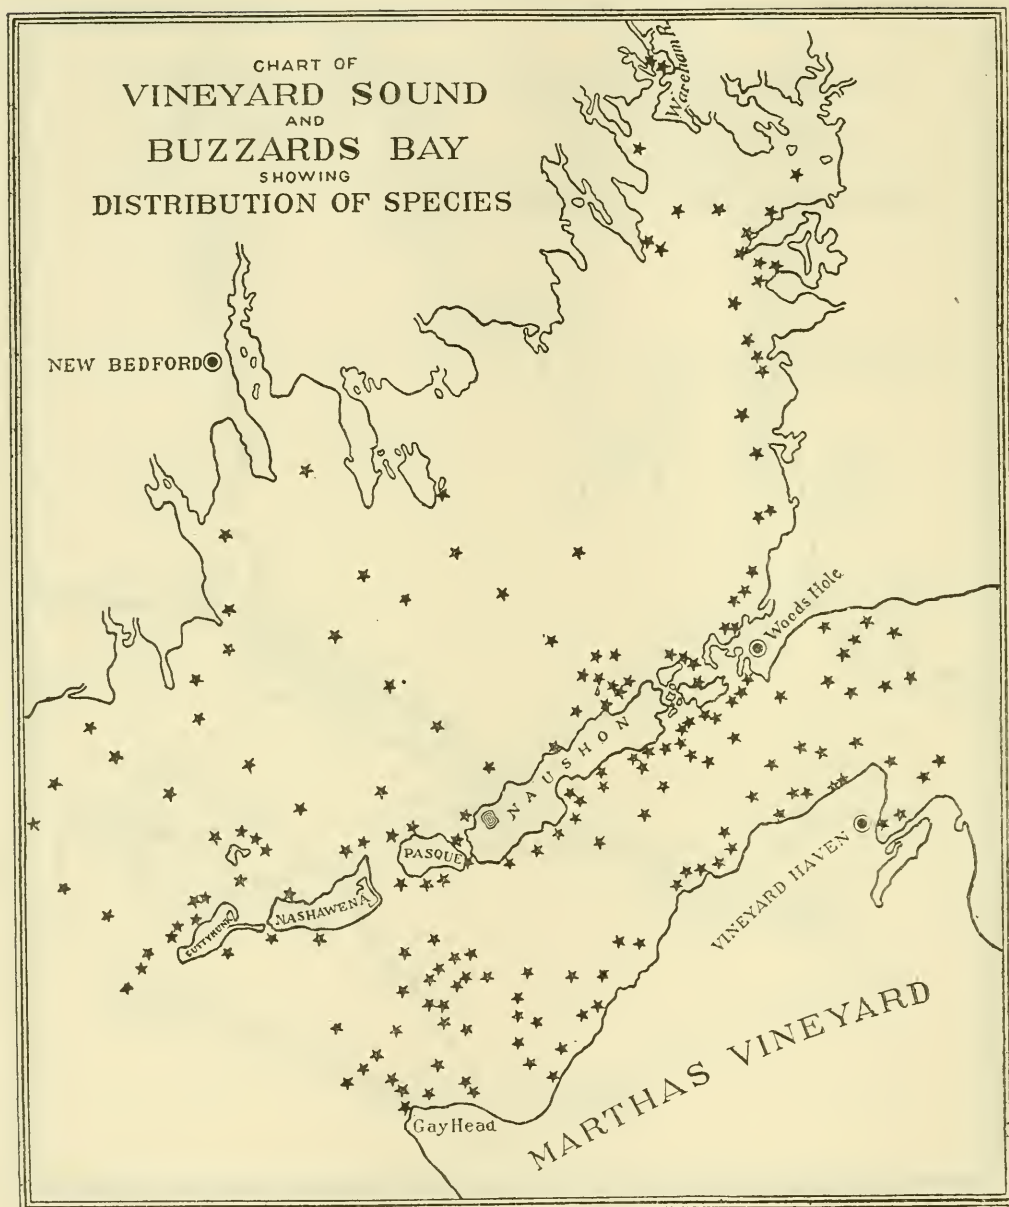 CHART OF
VINEYARD SOUND
AND
BUZZARDS BAY
SHOWING
DISTRIBUTION OF SPECIES
Wareham R.
NEW BEDFORD
Woods Hole
NAUSHON
PASQUE
NASHAWENA
CUTTYHUNK
VINEYARD HAVEN
MARTHAS VINEYARD
Gay Head